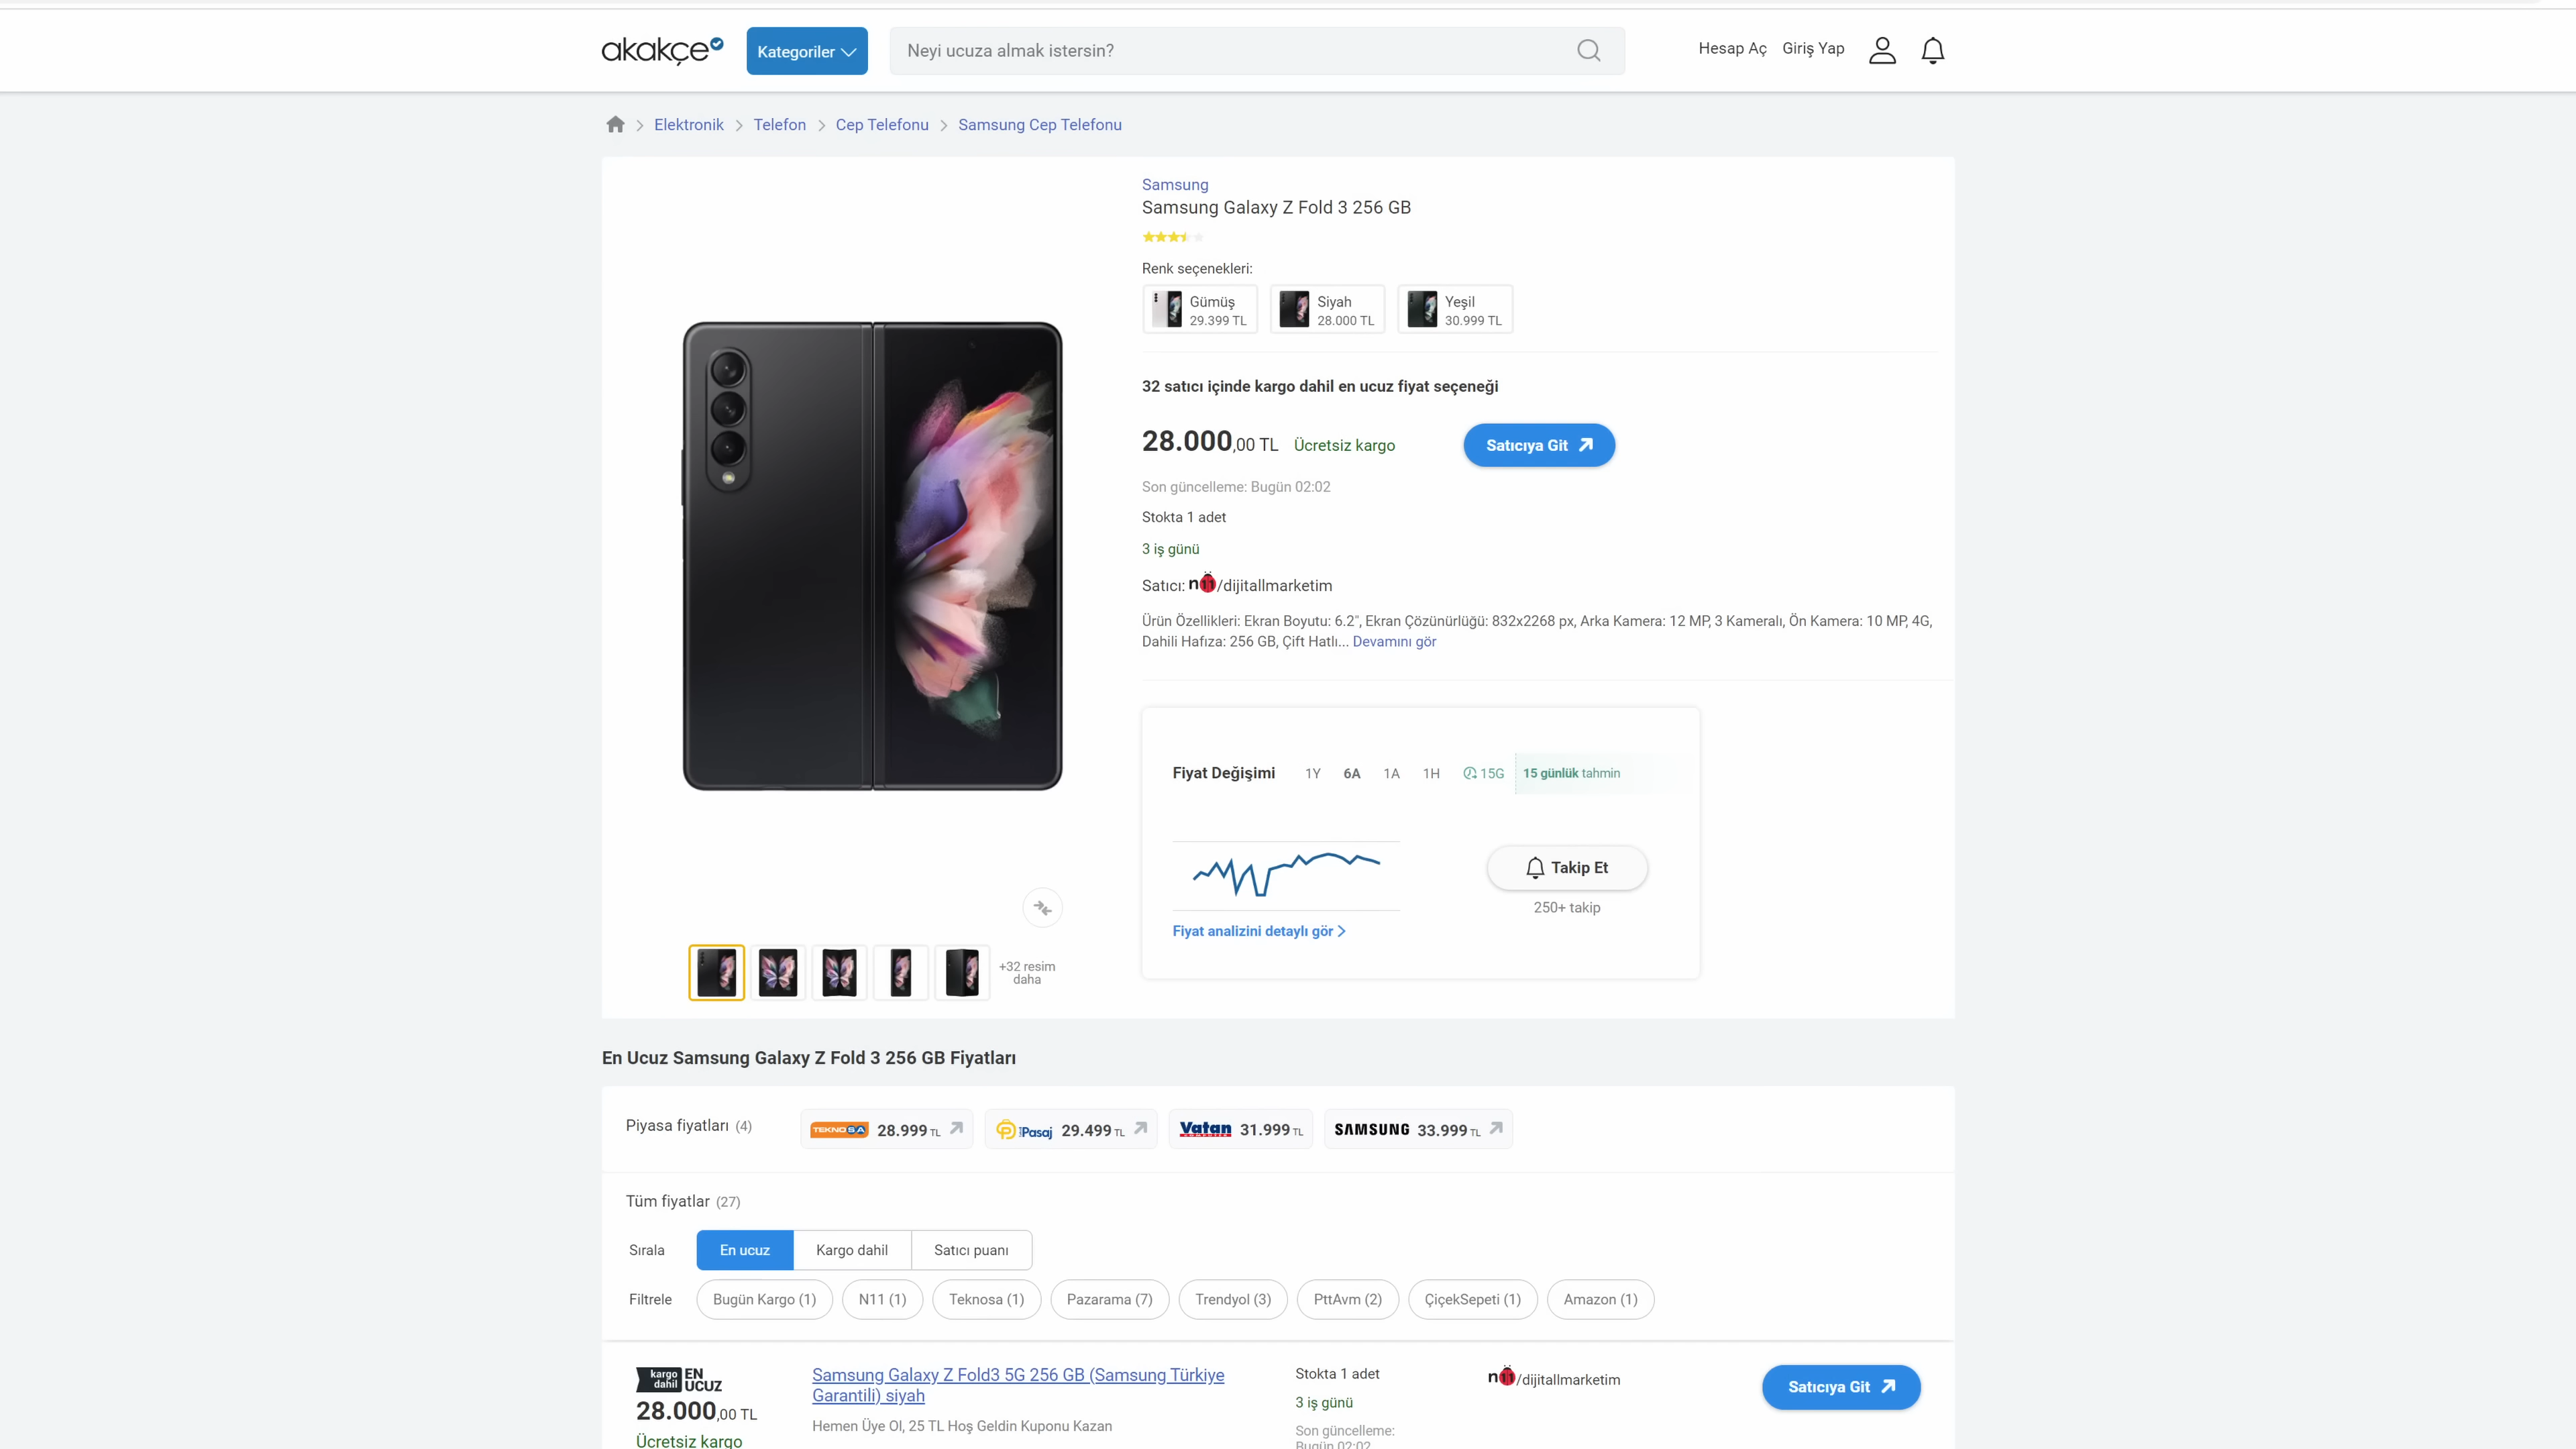 akakçe
Kategoriler
Neyi ucuza almak istersin?
Hesap Aç
Giriş Yap
Elektronik
Telefon
Cep Telefonu
Samsung Cep Telefonu
Samsung
Samsung Galaxy Z Fold 3 256 GB
Renk seçenekleri:
Gümüş
29.399 TL
Siyah
28.000 TL
Yeşil
30.999 TL
32 satıcı içinde kargo dahil en ucuz fiyat seçeneği
28.000,00 TL Ücretsiz kargo
Satıcıya Git
Son güncelleme: Bugün 02:02
Stokta 1 adet
3 iş günü
Satıcı: n11/dijitallmarketim
Ürün Özellikleri: Ekran Boyutu: 6.2", Ekran Çözünürlüğü: 832x2268 px, Arka Kamera: 12 MP, 3 Kameralı, Ön Kamera: 10 MP, 4G,
Dahili Hafıza: 256 GB, Çift Hatlı... Devamını gör
Fiyat Değişimi 1Y 6A 1A 1H 15G 15 günlük tahmin
Takip Et
250+ takip
Fiyat analizini detaylı gör
+32 resim
daha
En Ucuz Samsung Galaxy Z Fold 3 256 GB Fiyatları
Piyasa fiyatları (4)
TEKNOSA 28.999 TL
Pasaj 29.499 TL
Vatan COMPUTER 31.999 TL
SAMSUNG 33.999 TL
Tüm fiyatlar (27)
Sırala En ucuz Kargo dahil Satıcı puanı
Filtrele Bugün Kargo (1) N11 (1) Teknosa (1) Pazarama (7) Trendyol (3) PttAvm (2) ÇiçekSepeti (1) Amazon (1)
kargo dahil EN UCUZ
28.000,00 TL
Ücretsiz kargo
Samsung Galaxy Z Fold3 5G 256 GB (Samsung Türkiye
Garantili) siyah
Hemen Üye Ol, 25 TL Hoş Geldin Kuponu Kazan
Stokta 1 adet
3 iş günü
Son güncelleme:
Bugün 02:02
n11/dijitallmarketim
Satıcıya Git